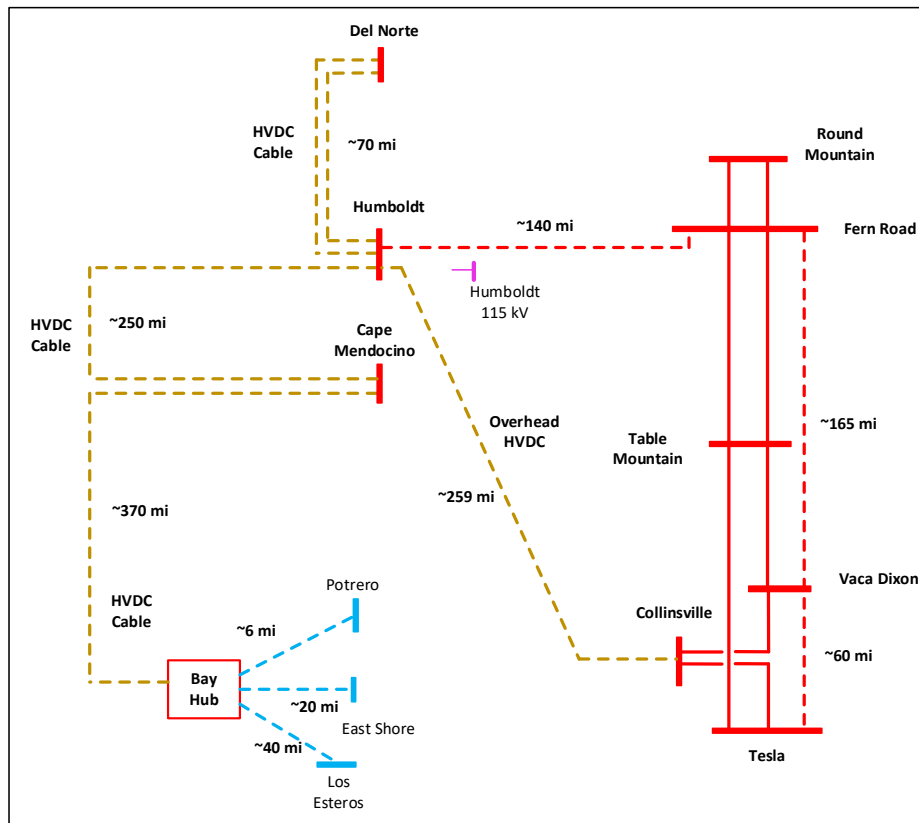 Del Norte
HVDC
Cable
~70 mi
Round
Mountain
Humboldt
~140 mi
Fern Road
Humboldt
115 kV
HVDC
Cable
~250 mi
Cape
Mendocino
Overhead
HVDC
Table
Mountain
~165 mi
~259 mi
~370 mi
HVDC
Cable
Potrero
Vaca Dixon
Collinsville
~6 mi
~60 mi
Bay
Hub
~20 mi
East Shore
~40 mi
Los
Esteros
Tesla